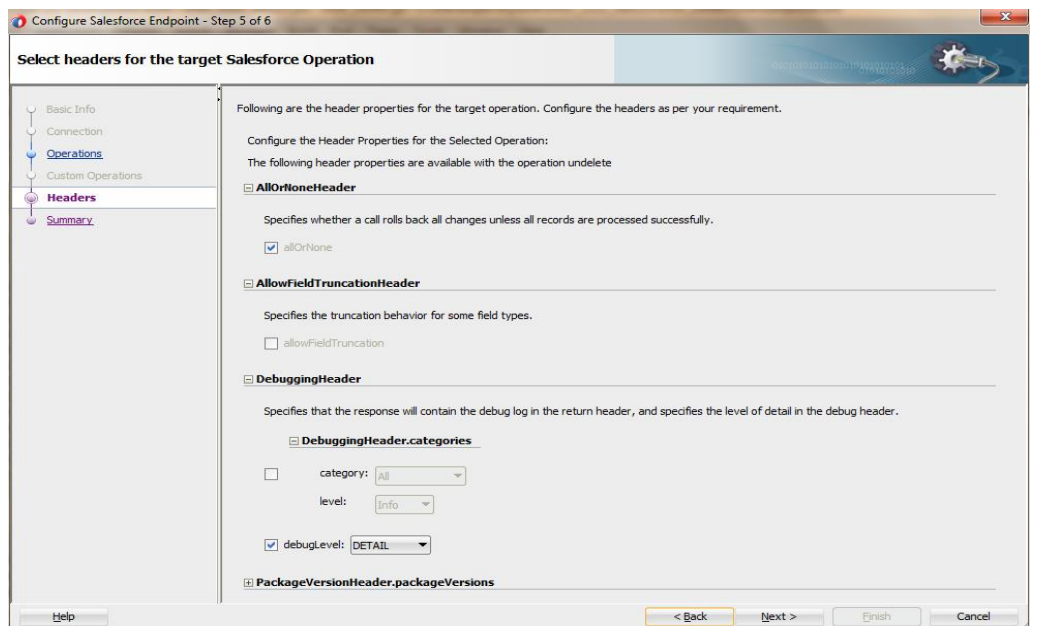 Configure Salesforce Endpoint - Step 5 of 6
Select headers for the target Salesforce Operation
Basic Info
Connection
Operations
Custom Operations
Headers
Summary
Following are the header properties for the target operation. Configure the headers as per your requirement.
Configure the Header Properties for the Selected Operation:
The following header properties are available with the operation undelete
AllOrNoneHeader
Specifies whether a call rolls back all changes unless all records are processed successfully.
allOrNone
AllowFieldTruncationHeader
Specifies the truncation behavior for some field types.
allowFieldTruncation
DebuggingHeader
Specifies that the response will contain the debug log in the return header, and specifies the level of detail in the debug header.
DebuggingHeader.categories
category: All
level: Info
debugLevel: DETAIL
PackageVersionHeader.packageVersions
Help < Back Next > Finish Cancel